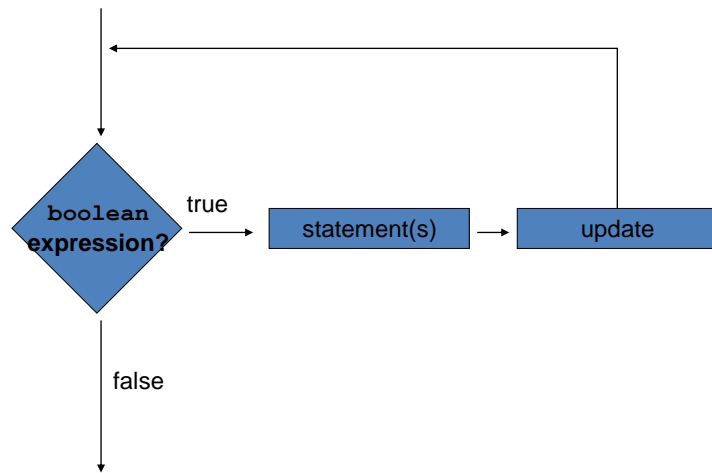 boolean
expression?
true
statement(s)
update
false